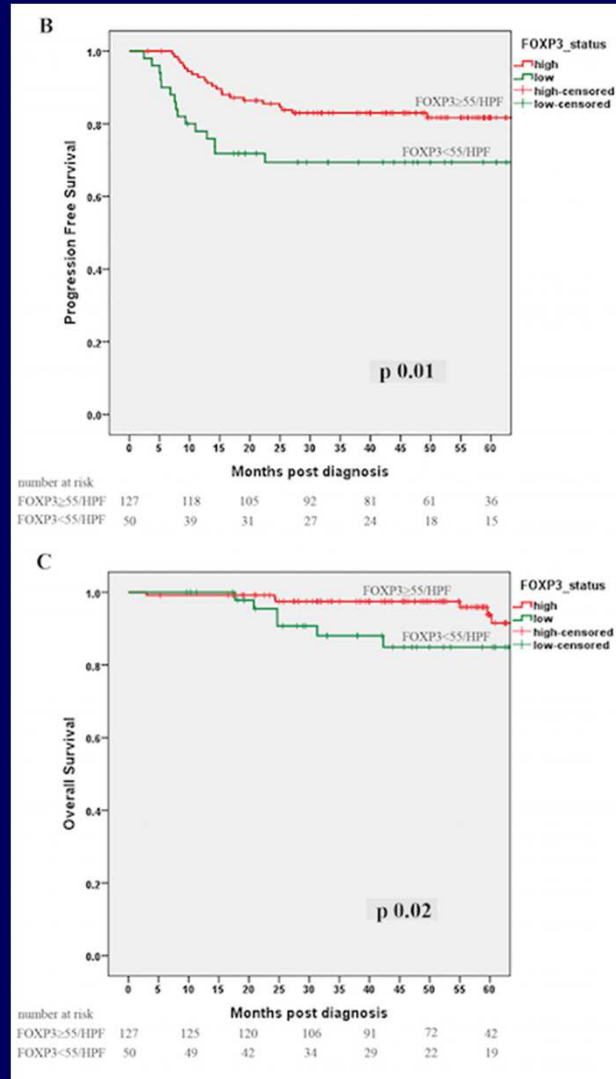 B
FOXP3_status
high
low
high-censored
low-censored
1.0
0.8
0.6
0.4
0.2
0.0
Progression Free Survival
FOXP3≥55/HPF
FOXP3<55/HPF
p 0.01
0 5 10 15 20 25 30 35 40 45 50 55 60
Months post diagnosis
number at risk
FOXP3≥55/HPF 127 118 105 92 81 61 36
FOXP3<55/HPF 50 39 31 27 24 18 15
C
FOXP3_status
high
low
high-censored
low-censored
1.0
0.8
0.6
0.4
0.2
0.0
Overall Survival
FOXP3≥55/HPF
FOXP3<55/HPF
p 0.02
0 5 10 15 20 25 30 35 40 45 50 55 60
Months post diagnosis
number at risk
FOXP3≥55/HPF 127 125 120 106 91 72 42
FOXP3<55/HPF 50 49 42 34 29 22 19